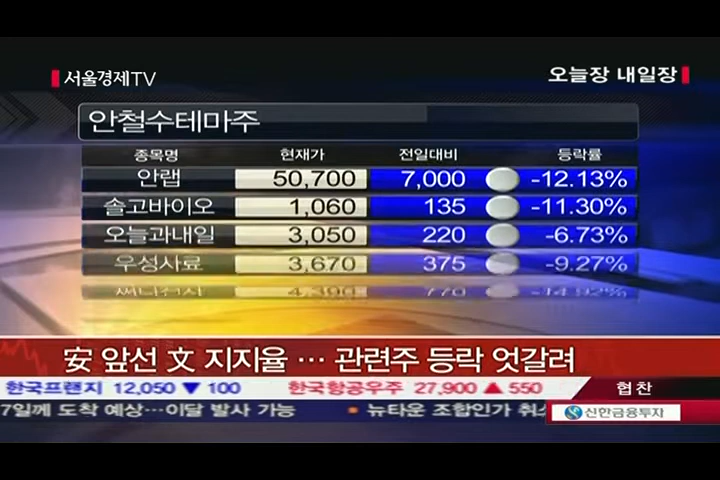 서울경제TV
오늘장 내일장
안철수테마주
종목명 현재가 전일대비 등락률
안랩 50,700 7,000 -12.13%
솔고바이오 1,060 135 -11.30%
오늘과내일 3,050 220 -6.73%
우성사료 3,670 375 -9.27%
4,390 770 -14.92%
安 앞선 文 지지율 … 관련주 등락 엇갈려
한국프랜지 12,050 ▼ 100 한국항공우주 27,900 ▲ 550 협찬
7일께 도착 예상…이달 발사 가능 ▪ 뉴타운 조합인가 취소 신한금융투자